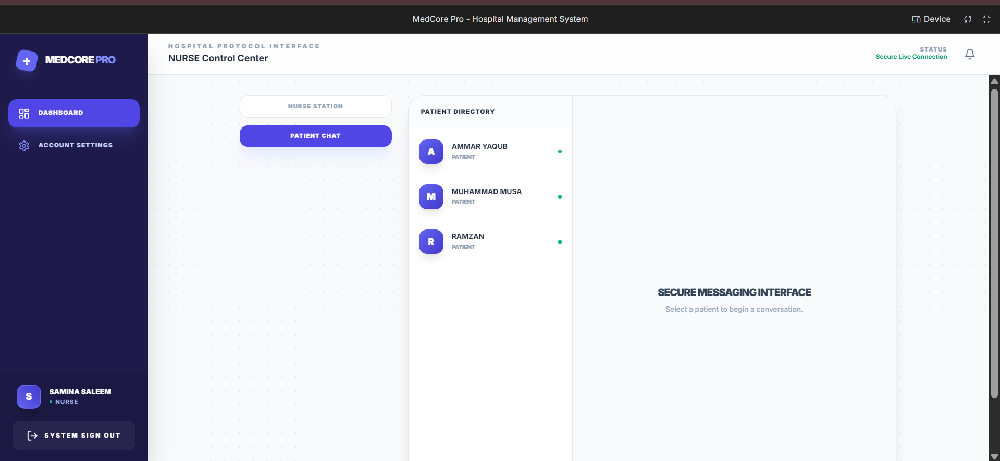 MedCore Pro - Hospital Management System
Device
MEDCORE PRO
DASHBOARD
ACCOUNT SETTINGS
S
SAMINA SALEEM
NURSE
SYSTEM SIGN OUT
HOSPITAL PROTOCOL INTERFACE
NURSE Control Center
STATUS
Secure Live Connection
NURSE STATION
PATIENT CHAT
PATIENT DIRECTORY
A
AMMAR YAQUB
PATIENT
M
MUHAMMAD MUSA
PATIENT
R
RAMZAN
PATIENT
SECURE MESSAGING INTERFACE
Select a patient to begin a conversation.